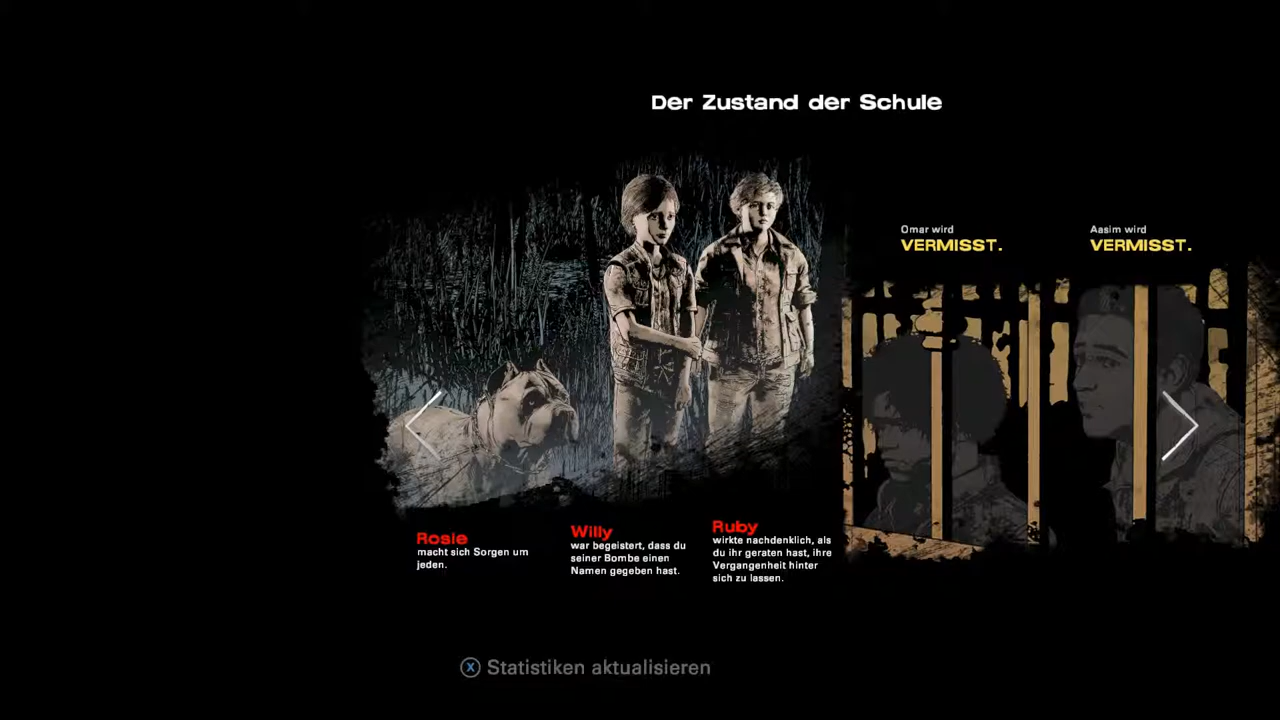 Der Zustand der Schule
Omar wird
VERMISST.
Aasim wird
VERMISST.
Rosie
macht sich Sorgen um
jeden.
Willy
war begeistert, dass du
seiner Bombe einen
Namen gegeben hast.
Ruby
wirkte nachdenklich, als
du ihr geraten hast, ihre
Vergangenheit hinter
sich zu lassen.
X Statistiken aktualisieren